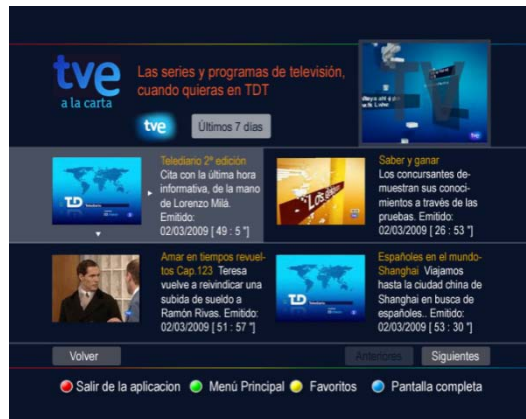 tve
a la carta
Las series y programas de televisión,
cuando quieras en TDT
tve
Últimos 7 dias
Telediario 2ª edición
Cita con la última hora
informativa, de la mano
de Lorenzo Milá.
Emitido:
02/03/2009 [ 49 : 5 "]
TD
Telediario
Saber y ganar
Los concursantes de-
muestran sus conoci-
mientos a través de las
pruebas. Emitido:
02/03/2009 [ 26 : 53 "]
Amar en tiempos revuel-
tos Cap.123 Teresa
vuelve a reivindicar una
subida de sueldo a
Ramón Rivas. Emitido:
02/03/2009 [ 51 : 57 "]
TD
Telediario
Españoles en el mundo-
Shanghai Viajamos
hasta la ciudad china de
Shanghai en busca de
españoles.. Emitido:
02/03/2009 [ 53 : 30 "]
Volver
Anteriores
Siguientes
Salir de la aplicacion
Menú Principal
Favoritos
Pantalla completa